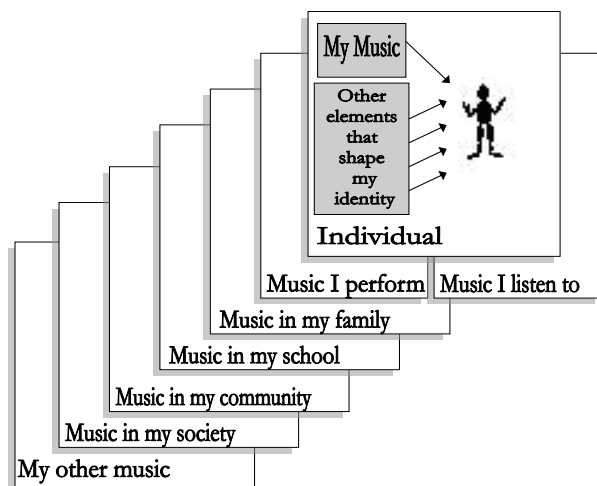 My Music
Other
elements
that
shape
my
identity
Individual
Music I perform
Music I listen to
Music in my family
Music in my school
Music in my community
Music in my society
My other music